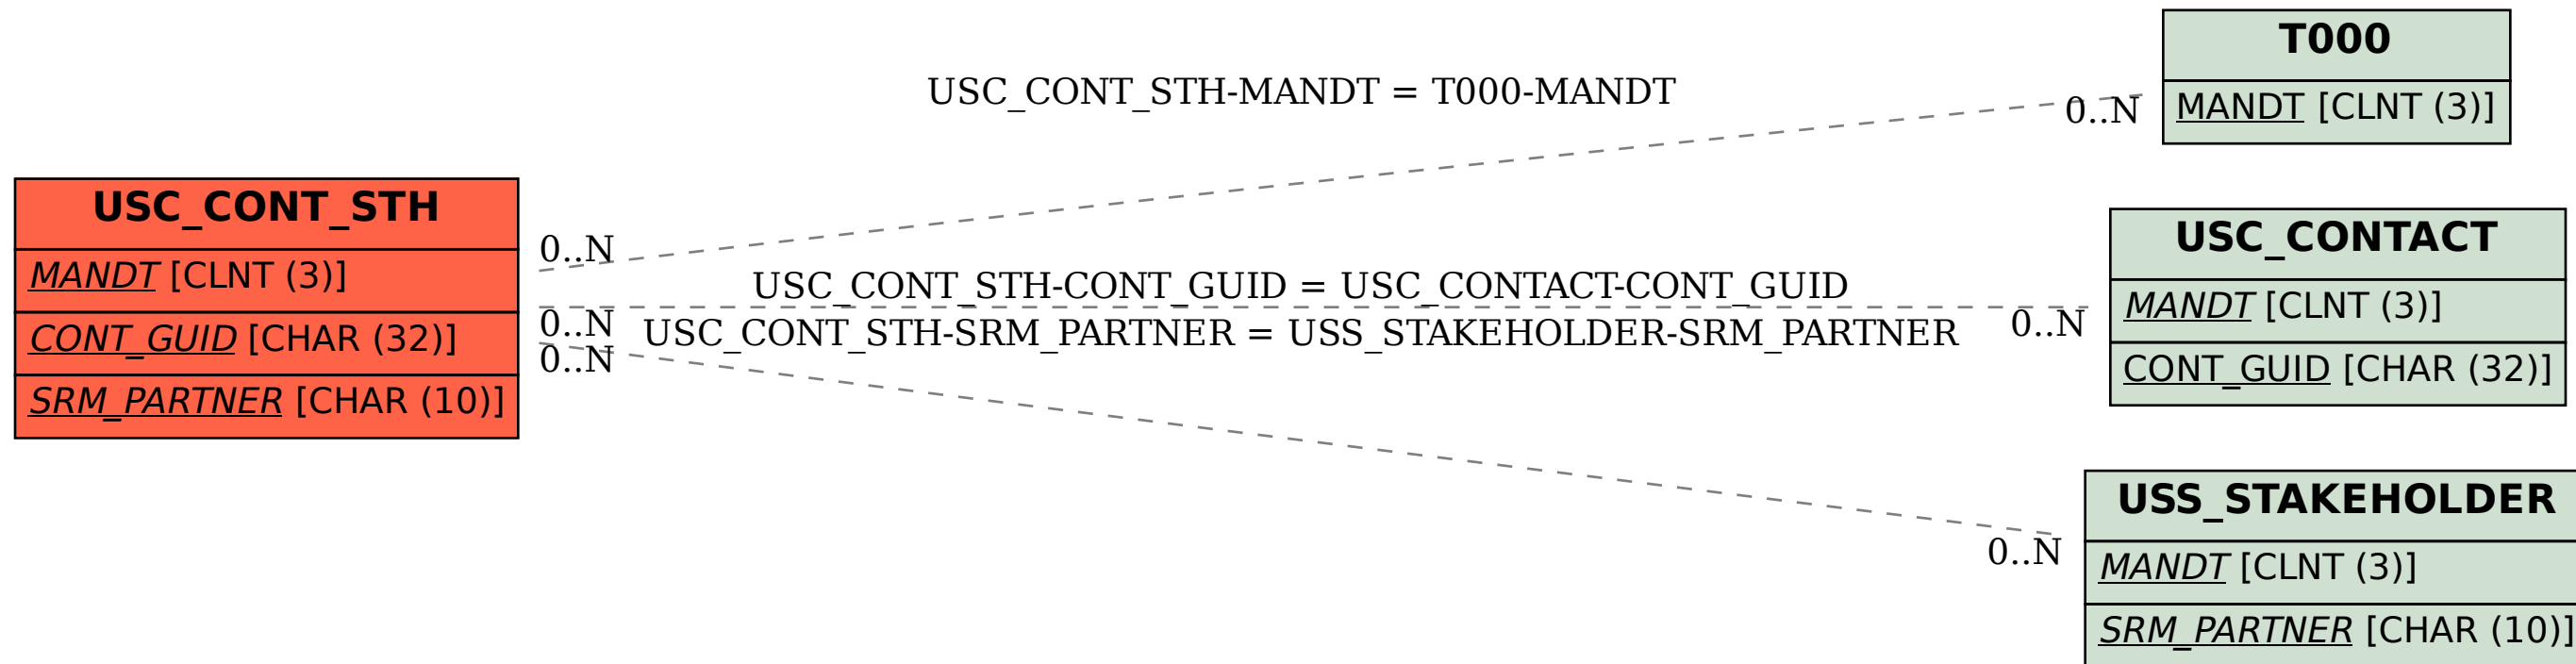 T000
MANDT [CLNT (3)]
USC_CONT_STH-MANDT = T000-MANDT
0..N
USC_CONT_STH
MANDT [CLNT (3)]
CONT_GUID [CHAR (32)]
SRM_PARTNER [CHAR (10)]
0..N
USC_CONT_STH-CONT_GUID = USC_CONTACT-CONT_GUID
0..N
0..N
USC_CONT_STH-SRM_PARTNER = USS_STAKEHOLDER-SRM_PARTNER
0..N
USC_CONTACT
MANDT [CLNT (3)]
CONT_GUID [CHAR (32)]
0..N
USS_STAKEHOLDER
MANDT [CLNT (3)]
SRM_PARTNER [CHAR (10)]